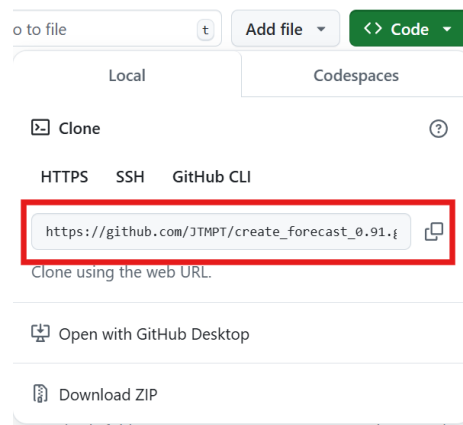 o to file t Add file <> Code
Local Codespaces
Clone
HTTPS SSH GitHub CLI
https://github.com/JTMPT/create_forecast_0.91.g
Clone using the web URL.
Open with GitHub Desktop
Download ZIP